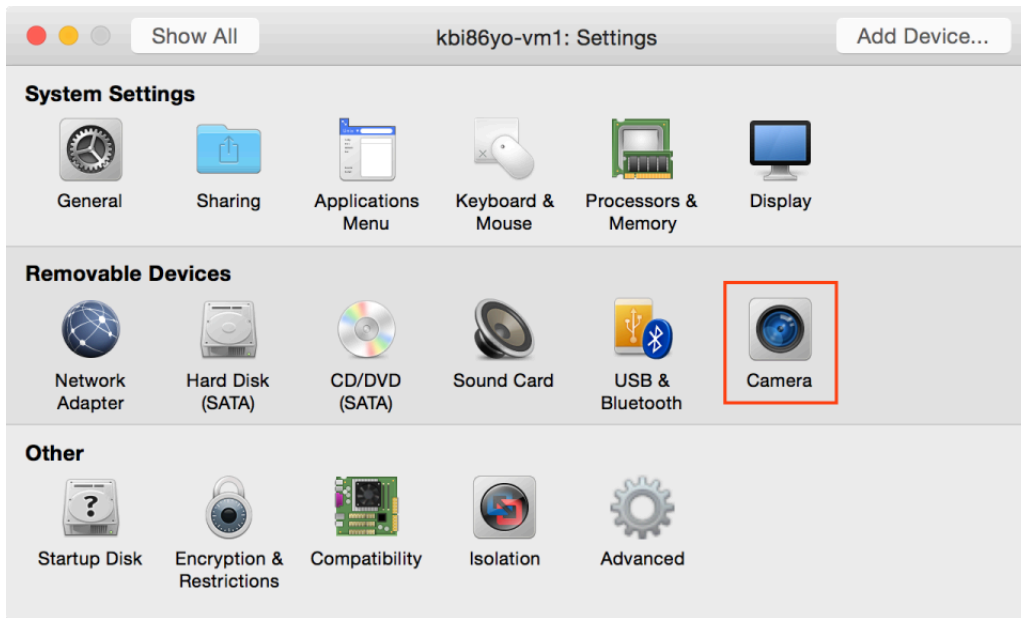 Show All
kbi86yo-vm1: Settings
Add Device...
System Settings
General
Sharing
Applications
Menu
Keyboard &
Mouse
Processors &
Memory
Display
Removable Devices
Network
Adapter
Hard Disk
(SATA)
CD/DVD
(SATA)
Sound Card
USB &
Bluetooth
Camera
Other
Startup Disk
Encryption &
Restrictions
Compatibility
Isolation
Advanced